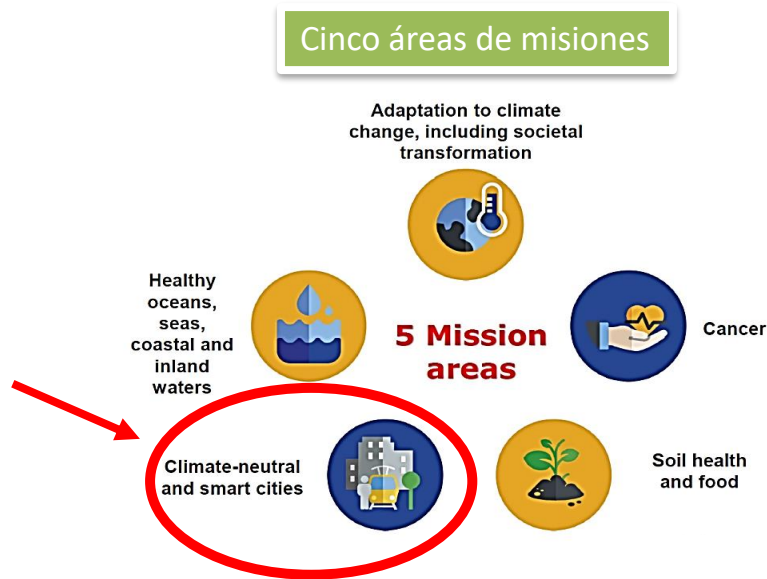 Cinco áreas de misiones
Adaptation to climate
change, including societal
transformation
Healthy
oceans,
seas,
coastal and
inland
waters
5 Mission
areas
Cancer
Climate-neutral
and smart cities
Soil health
and food